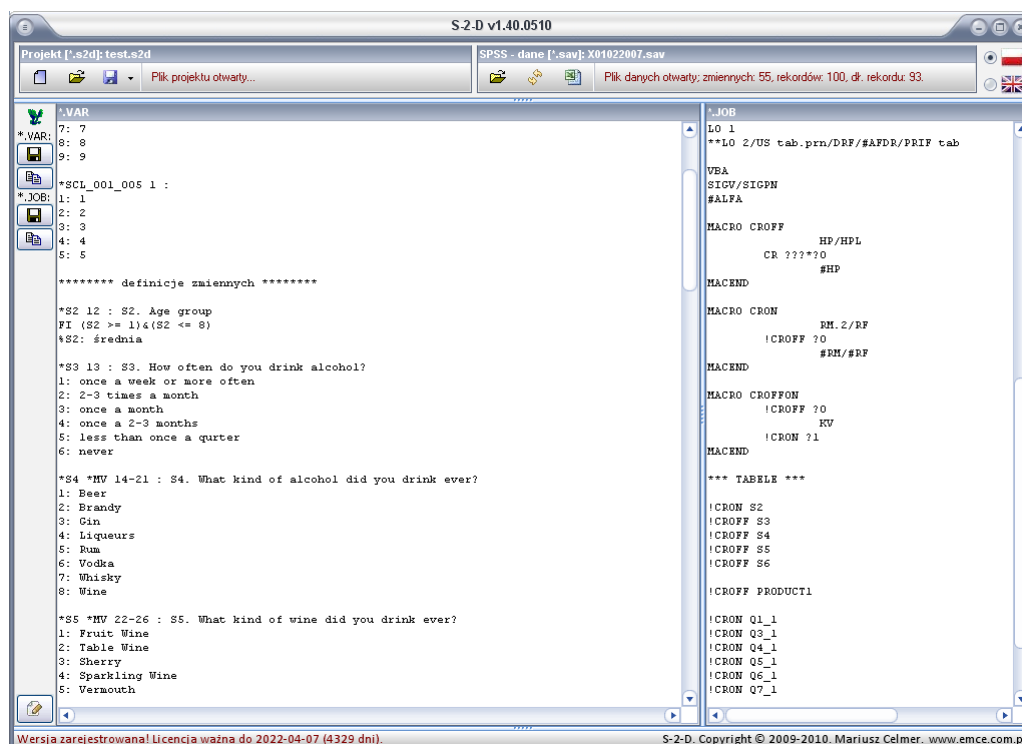 S-2-D v1.40.0510
Projekt [*.s2d]: test.s2d
Plik projektu otwarty...
SPSS - dane [*.sav]: X01022007.sav
Plik danych otwarty; zmiennych: 55, rekordów: 100, dł. rekordu: 93.
*.VAR:
*.JOB:
*.VAR
7: 7
8: 8
9: 9
*SCL_001_005 1 :
1: 1
2: 2
3: 3
4: 4
5: 5
******** definicje zmiennych ********
*S2 12 : S2. Age group
FI (S2 >= 1)&(S2 <= 8)
%S2: średnia
*S3 13 : S3. How often do you drink alcohol?
1: once a week or more often
2: 2-3 times a month
3: once a month
4: once a 2-3 months
5: less than once a qurter
6: never
*S4 *MV 14-21 : S4. What kind of alcohol did you drink ever?
1: Beer
2: Brandy
3: Gin
4: Liqueurs
5: Rum
6: Vodka
7: Whisky
8: Wine
*S5 *MV 22-26 : S5. What kind of wine did you drink ever?
1: Fruit Wine
2: Table Wine
3: Sherry
4: Sparkling Wine
5: Vermouth
*.JOB
LO 1
**LO 2/US tab.prn/DRF/#AFDR/PRIF tab
VBA
SIGV/SIGPN
#ALFA
MACRO CROFF
HP/HPL
CR ???*?0
#HP
MACEND
MACRO CRON
RM.2/RF
!CROFF ?0
#RM/#RF
MACEND
MACRO CROFFON
!CROFF ?0
KV
!CRON ?1
MACEND
*** TABELE ***
!CRON S2
!CROFF S3
!CROFF S4
!CROFF S5
!CROFF S6
!CROFF PRODUCT1
!CRON Q1_1
!CRON Q3_1
!CRON Q4_1
!CRON Q5_1
!CRON Q6_1
!CRON Q7_1
Wersja zarejestrowana! Licencja ważna do 2022-04-07 (4329 dni).
S-2-D. Copyright © 2009-2010. Mariusz Celmer. www.emce.com.p